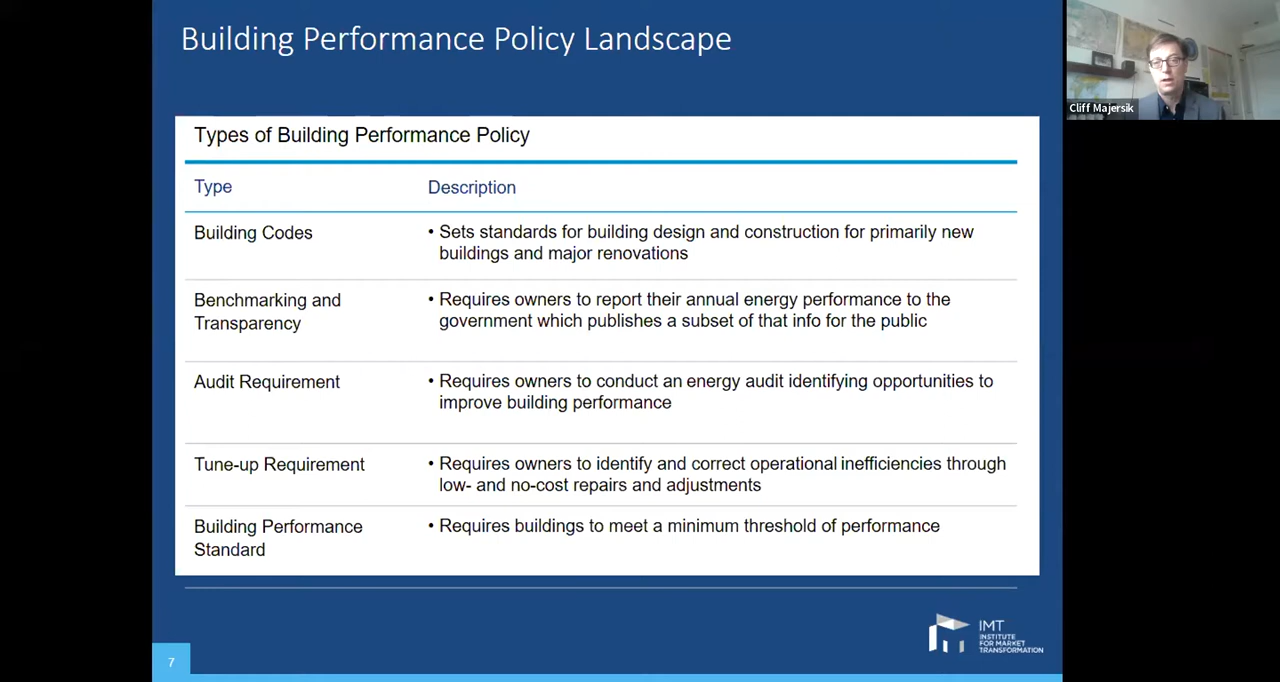 Building Performance Policy Landscape
Cliff Majersik
Types of Building Performance Policy
Type
Description
Building Codes
• Sets standards for building design and construction for primarily new
buildings and major renovations
Benchmarking and
Transparency
• Requires owners to report their annual energy performance to the
government which publishes a subset of that info for the public
Audit Requirement
• Requires owners to conduct an energy audit identifying opportunities to
improve building performance
Tune-up Requirement
• Requires owners to identify and correct operational inefficiencies through
low- and no-cost repairs and adjustments
Building Performance
Standard
• Requires buildings to meet a minimum threshold of performance
IMT
INSTITUTE
FOR MARKET
TRANSFORMATION
7